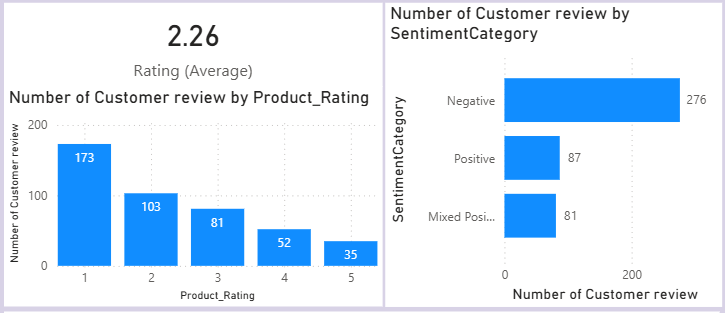 2.26
Rating (Average)
Number of Customer review by Product_Rating
Number of Customer review
200
100
0
173
103
81
52
35
1
2
3
4
5
Product_Rating
Number of Customer review by
SentimentCategory
SentimentCategory
Negative
276
Positive
87
Mixed Posi...
81
0
200
Number of Customer review